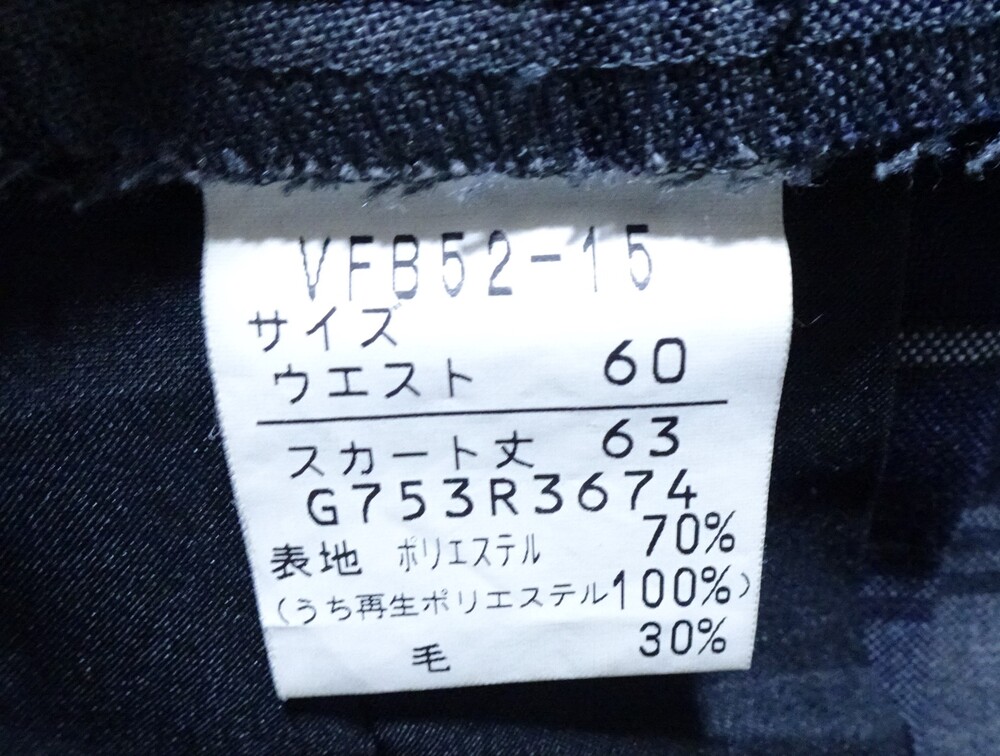 VFB52-15
サイズ
ウエスト 60
スカート丈 63
G753R3674
表地 ポリエステル 70%
(うち再生ポリエステル100%)
毛 30%